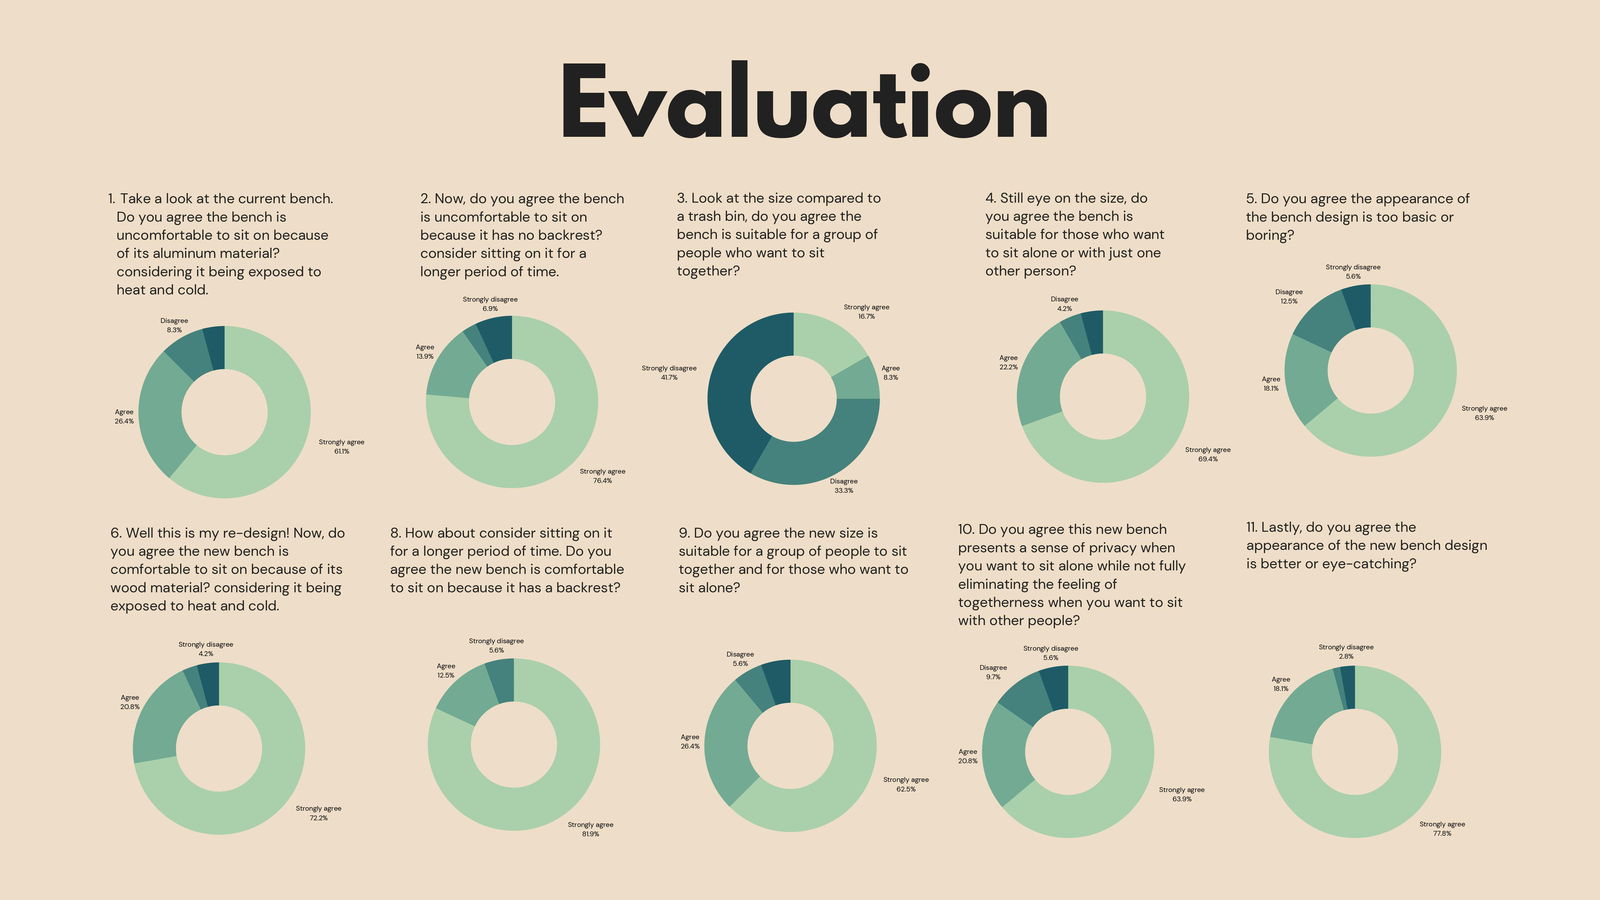 Evaluation
1. Take a look at the current bench.
Do you agree the bench is
uncomfortable to sit on because
of its aluminum material?
considering it being exposed to
heat and cold.
Disagree
8.3%
Agree
26.4%
Strongly agree
61.1%
2. Now, do you agree the bench
is uncomfortable to sit on
because it has no backrest?
consider sitting on it for a
longer period of time.
Strongly disagree
6.9%
Agree
13.9%
Strongly agree
76.4%
3. Look at the size compared to
a trash bin, do you agree the
bench is suitable for a group of
people who want to sit
together?
Strongly agree
16.7%
Strongly disagree
41.7%
Agree
8.3%
Disagree
33.3%
4. Still eye on the size, do
you agree the bench is
suitable for those who want
to sit alone or with just one
other person?
Disagree
4.2%
Agree
22.2%
Strongly agree
69.4%
5. Do you agree the appearance of
the bench design is too basic or
boring?
Strongly disagree
5.6%
Disagree
12.5%
Agree
18.1%
Strongly agree
63.9%
6. Well this is my re-design! Now, do
you agree the new bench is
comfortable to sit on because of its
wood material? considering it being
exposed to heat and cold.
Strongly disagree
4.2%
Agree
20.8%
Strongly agree
72.2%
8. How about consider sitting on it
for a longer period of time. Do you
agree the new bench is comfortable
to sit on because it has a backrest?
Strongly disagree
5.6%
Agree
12.5%
Strongly agree
81.9%
9. Do you agree the new size is
suitable for a group of people to sit
together and for those who want to
sit alone?
Disagree
5.6%
Agree
26.4%
Strongly agree
62.5%
10. Do you agree this new bench
presents a sense of privacy when
you want to sit alone while not fully
eliminating the feeling of
togetherness when you want to sit
with other people?
Strongly disagree
5.6%
Disagree
9.7%
Agree
20.8%
Strongly agree
63.9%
11. Lastly, do you agree the
appearance of the new bench design
is better or eye-catching?
Strongly disagree
2.8%
Agree
18.1%
Strongly agree
77.8%